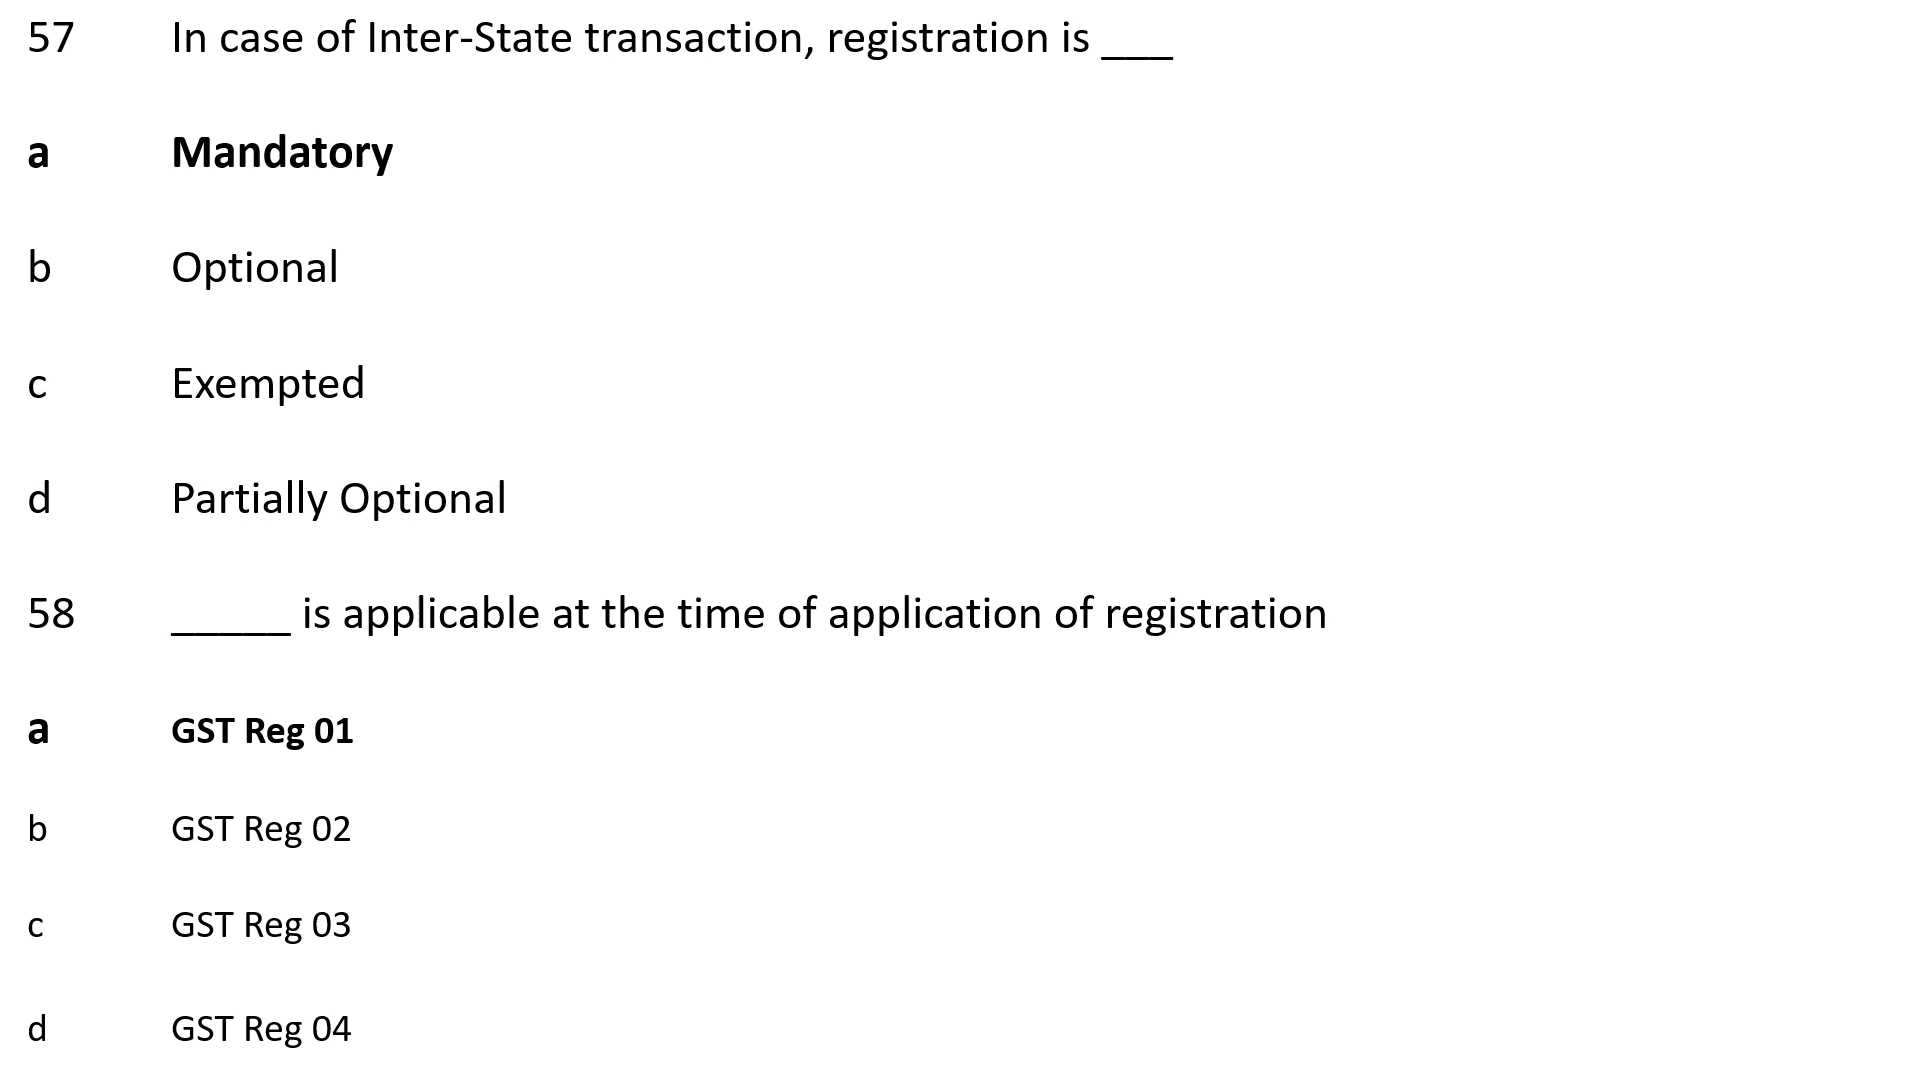 57 In case of Inter-State transaction, registration is ___
a Mandatory
b Optional
c Exempted
d Partially Optional
58 _____ is applicable at the time of application of registration
a GST Reg 01
b GST Reg 02
c GST Reg 03
d GST Reg 04